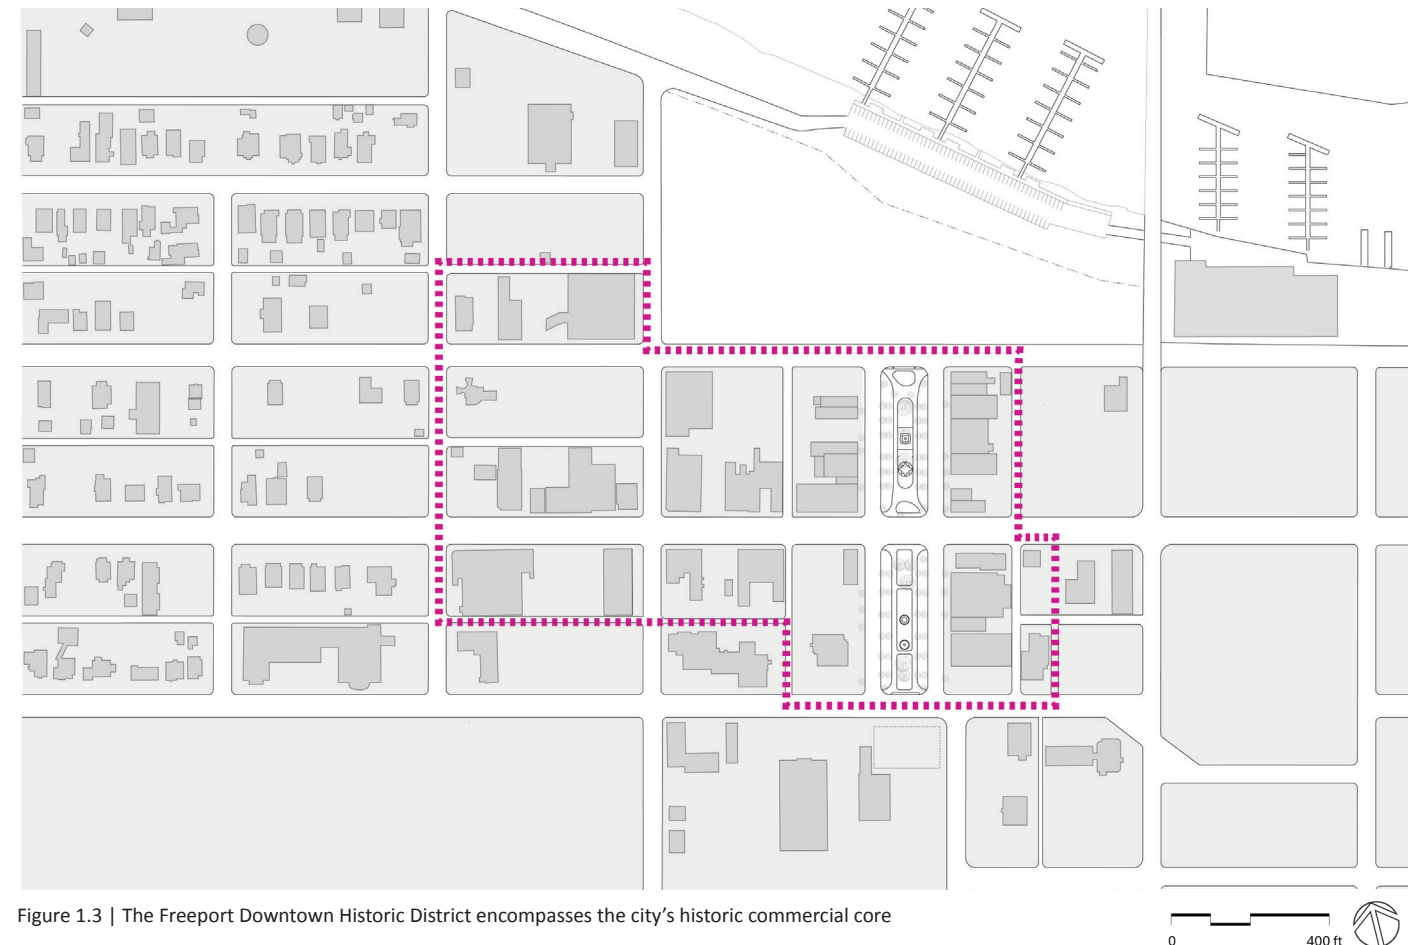 Figure 1.3 | The Freeport Downtown Historic District encompasses the city’s historic commercial core
0 400 ft